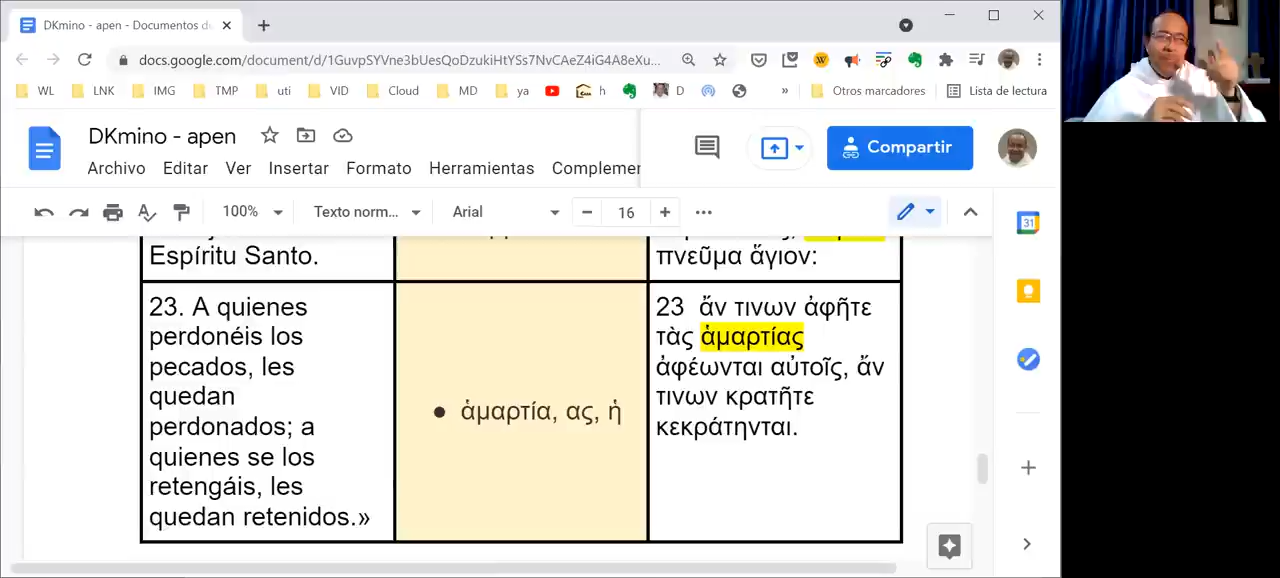 DKmino - apen - Documentos d
docs.google.com/document/d/1GuvpSYVne3bUesQoDzukiHtYSs7NvCAeZ4iG4A8eXu...
WL LNK IMG TMP uti VID Cloud MD ya h D » Otros marcadores Lista de lectura
DKmino - apen
Compartir
Archivo Editar Ver Insertar Formato Herramientas Complemen
100% Texto norm... Arial 16
31
Espíritu Santo.
πνεῦμα ἅγιον:
23. A quienes
perdonéis los
pecados, les
quedan
perdonados; a
quienes se los
retengáis, les
quedan retenidos.»
● ἁμαρτία, ας, ἡ
23 ἄν τινων ἀφῆτε
τὰς ἁμαρτίας
ἀφέωνται αὐτοῖς, ἄν
τινων κρατῆτε
κεκράτηνται.